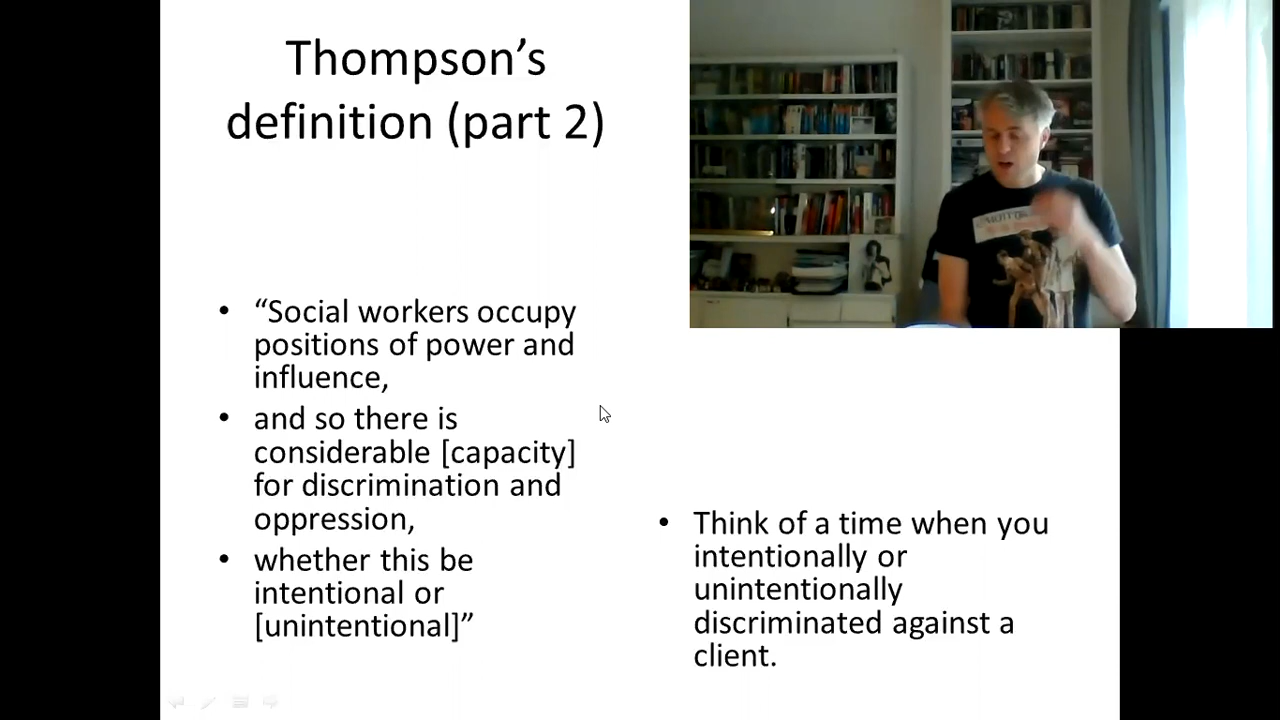 Thompson’s
definition (part 2)
• “Social workers occupy
positions of power and
influence,
• and so there is
considerable [capacity]
for discrimination and
oppression,
• whether this be
intentional or
[unintentional]”
• Think of a time when you
intentionally or
unintentionally
discriminated against a
client.